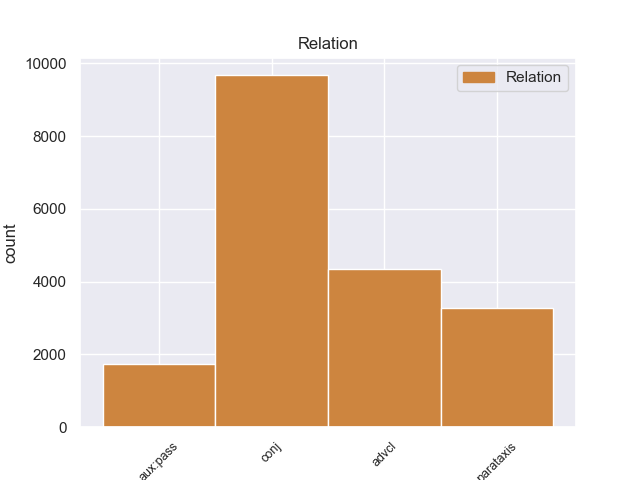 Relation
Relation
10000
8000
6000
4000
2000
0
count
aux:pass
conj
advcl
parataxis